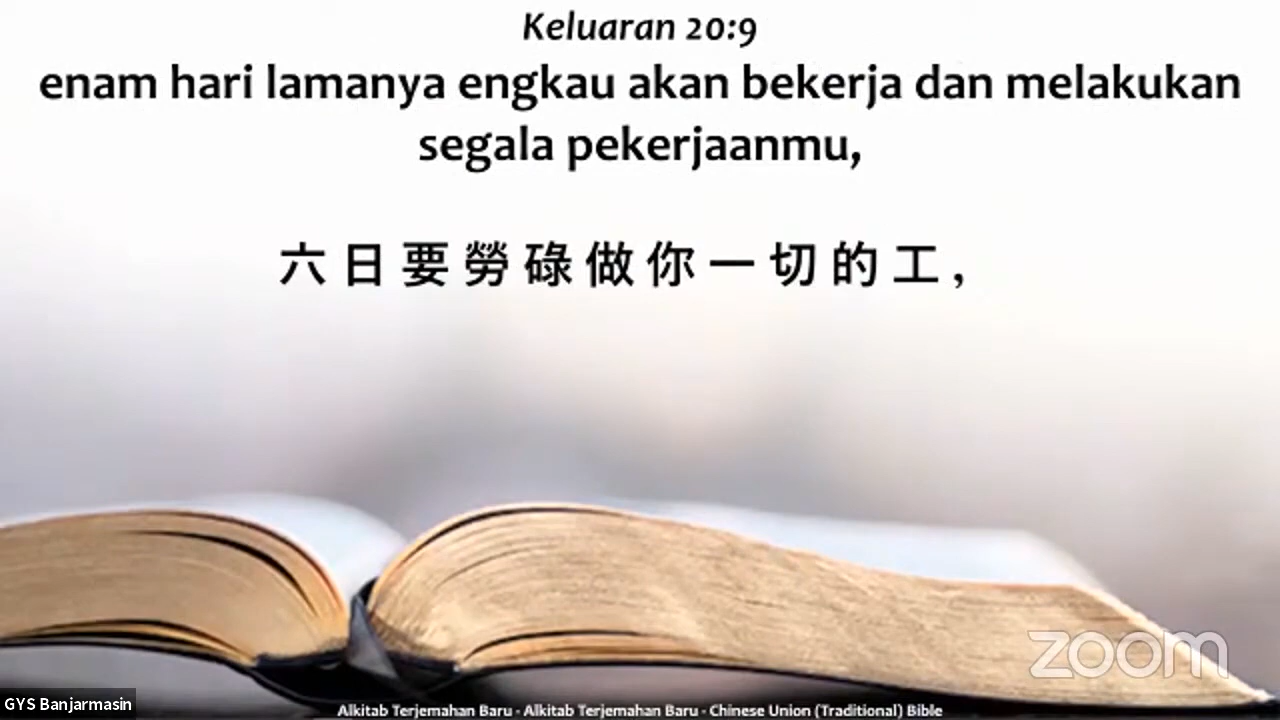 Keluaran 20:9
enam hari lamanya engkau akan bekerja dan melakukan
segala pekerjaanmu,
六日要勞碌做你一切的工,
zoom
GYS Banjarmasin
Alkitab Terjemahan Baru - Alkitab Terjemahan Baru - Chinese Union (Traditional) Bible